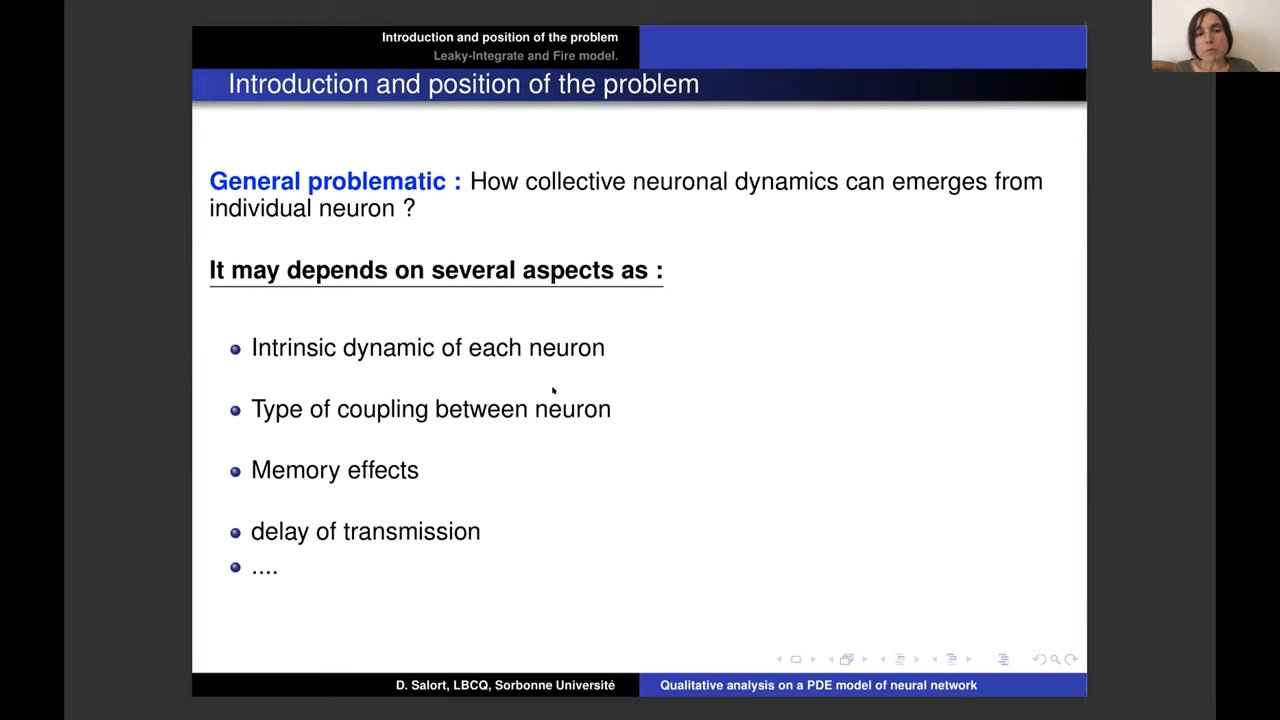 Introduction and position of the problem
Leaky-Integrate and Fire model.
Introduction and position of the problem
General problematic : How collective neuronal dynamics can emerges from
individual neuron ?
It may depends on several aspects as :
Intrinsic dynamic of each neuron
Type of coupling between neuron
Memory effects
delay of transmission
....
D. Salort, LBCQ, Sorbonne Université
Qualitative analysis on a PDE model of neural network